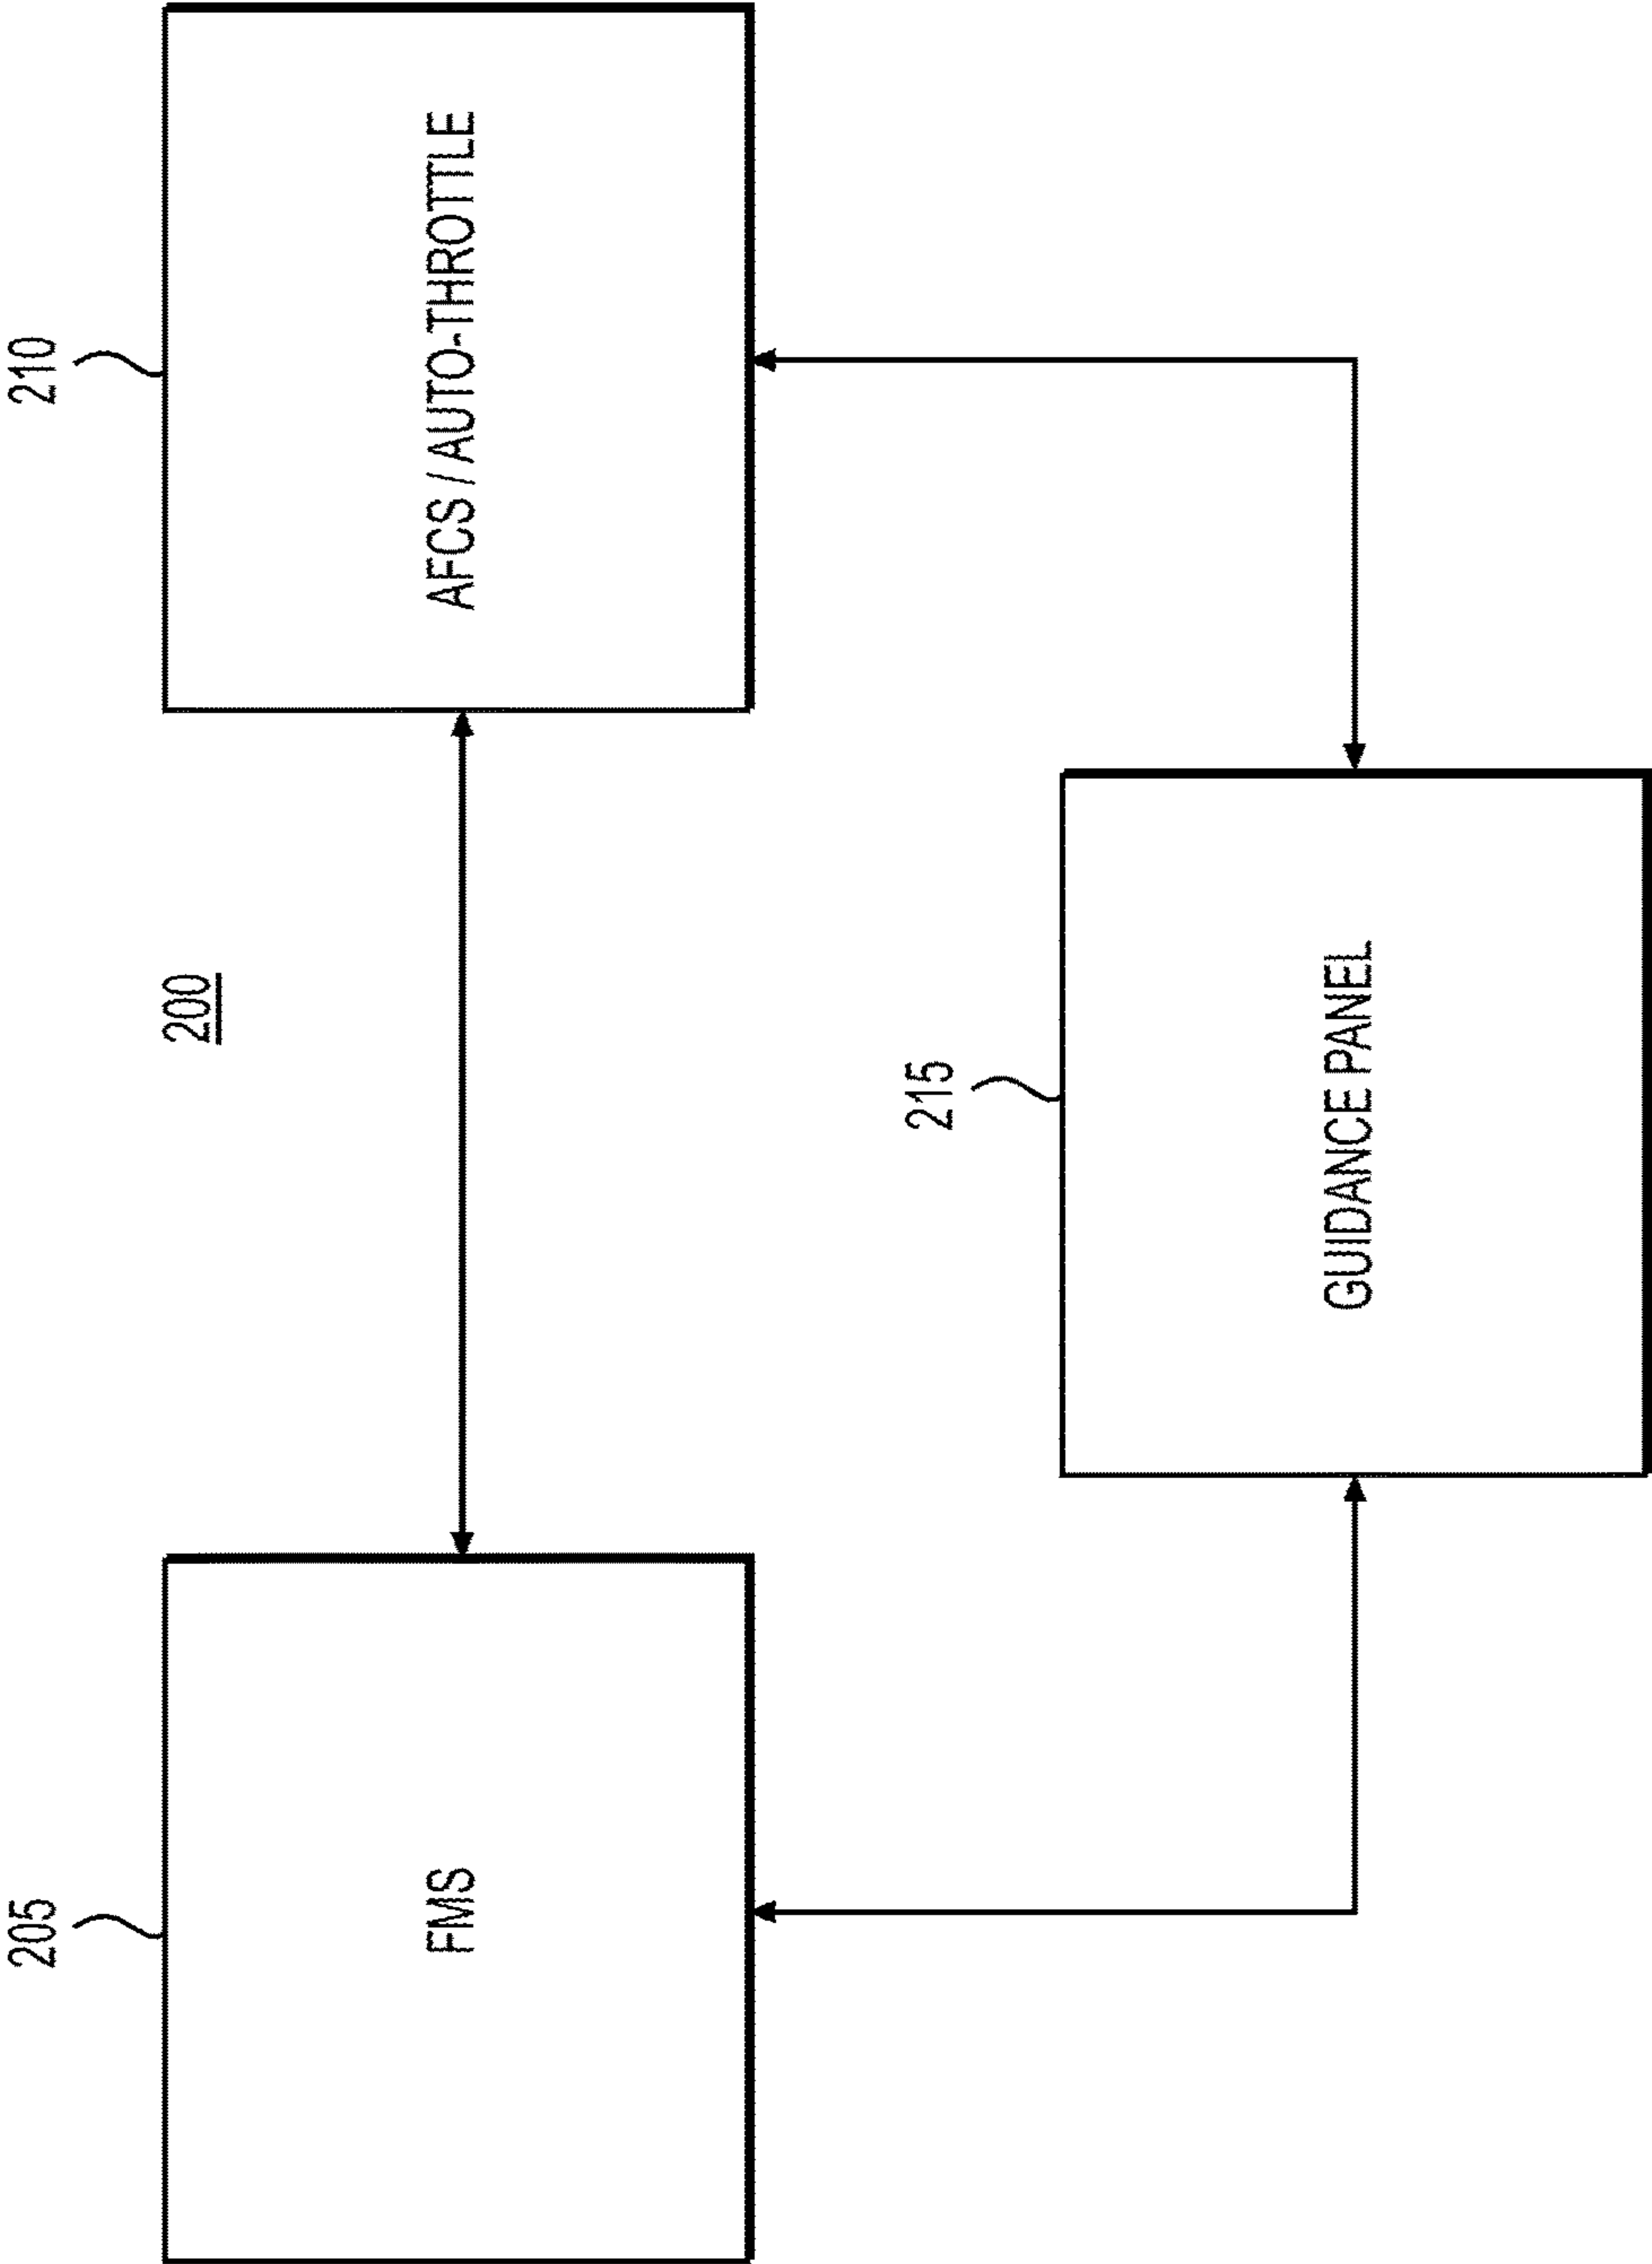 200
205
210
FMS
AFCS / AUTO-THROTTLE
215
GUIDANCE PANEL